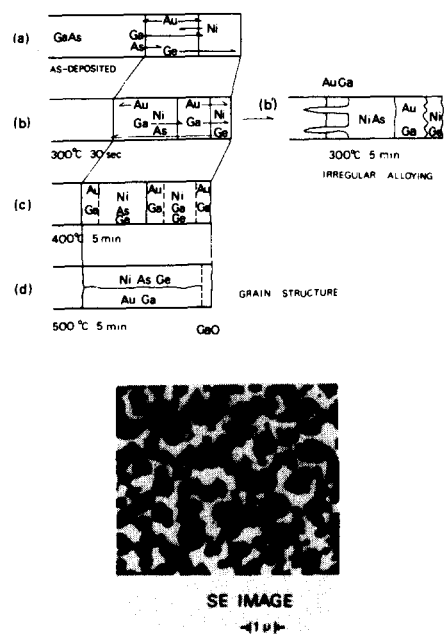 (a)
GaAs
Au
Ni
Ge
As
Ge
AS-DEPOSITED
(b)
Au Au
Ni Ni
Ga Ga
As Ge
300°C 30 sec
(b')
AuGa
NiAs
Au Ni
Ga Ge
300°C 5 min
IRREGULAR ALLOYING
(c)
Au Ni Au Ni Au
Ga As Ga Ga Ga
Ge Ge
400°C 5 min
(d)
Ni As Ge
Au Ga
GRAIN STRUCTURE
500°C 5 min
GaO
SE IMAGE
1 μ